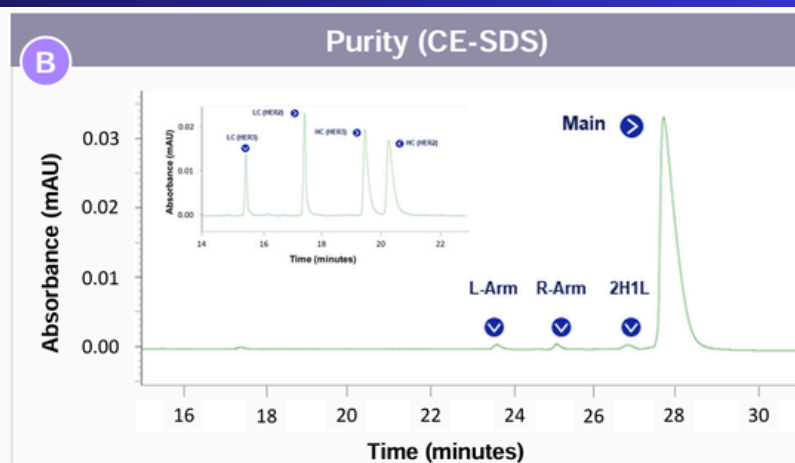 Purity (CE-SDS)
B
Absorbance (mAU)
0.03
0.02
0.01
0.00
16 18 20 22 24 26 28 30
Time (minutes)
Main
L-Arm R-Arm 2H1L
Absorbance (mAU)
0.02
0.01
0.00
14 16 18 20 22
Time (minutes)
LC (HER3)
LC (HER2)
HC (HER3)
HC (HER2)